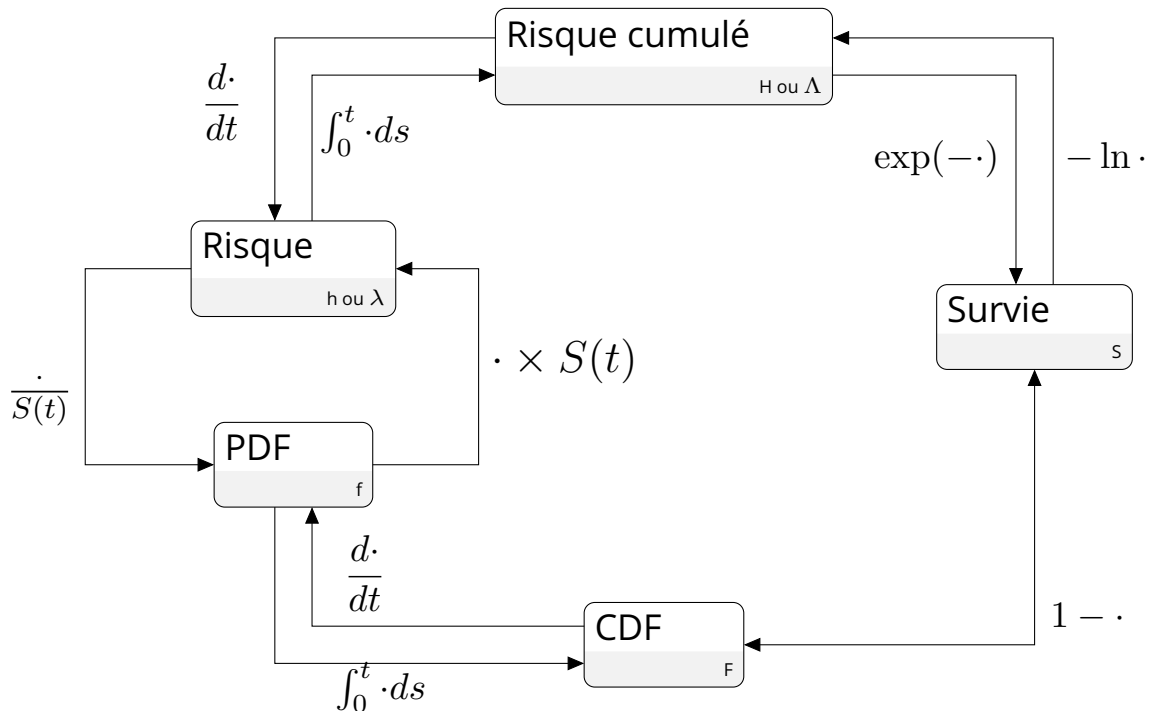 Risque cumulé
H ou Λ
d·
dt
∫₀ᵗ ·ds
exp(−·)
− ln ·
Risque
h ou λ
Survie
S
· × S(t)
·
S(t)
PDF
f
d·
dt
CDF
F
1 − ·
∫₀ᵗ ·ds